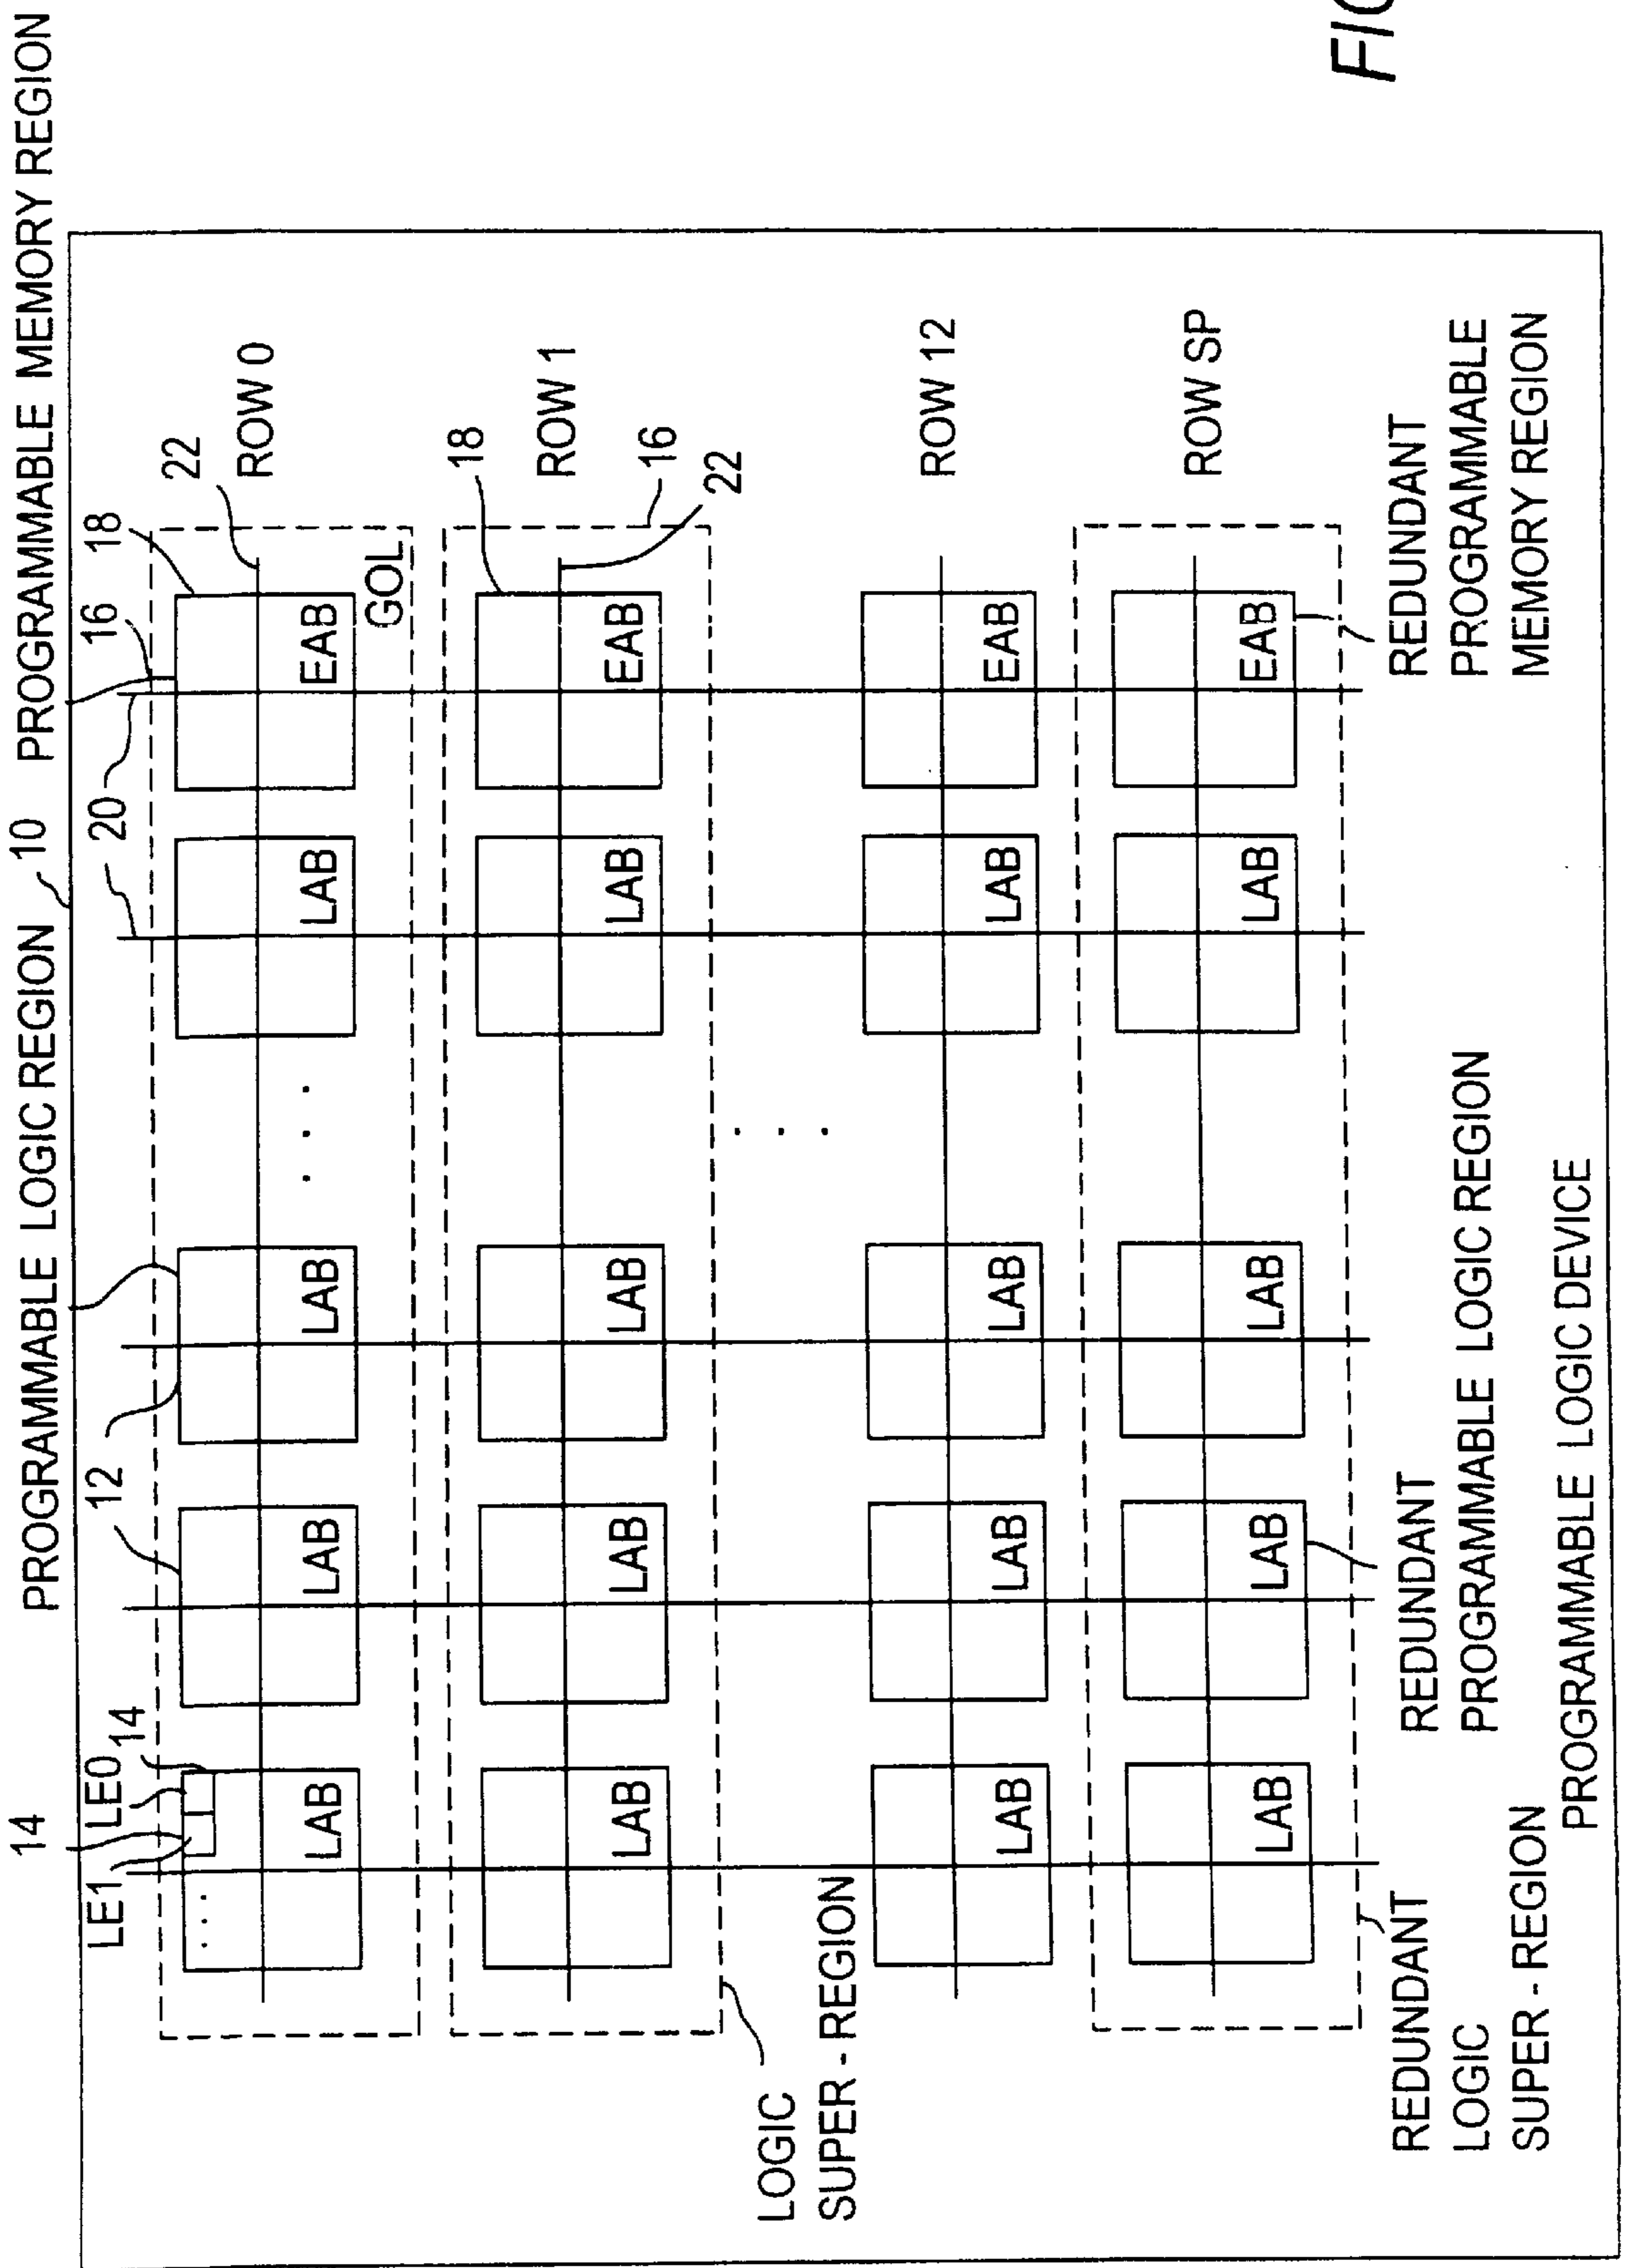 PROGRAMMABLE LOGIC REGION
10
PROGRAMMABLE MEMORY REGION
14
LE1
LE0
14
12
20
16
18
22
ROW 0
LAB
LAB
LAB
. . .
LAB
EAB
GOL
18
ROW 1
16
22
LAB
LAB
LAB
LAB
EAB
LOGIC
SUPER - REGION
. . .
ROW 12
LAB
LAB
LAB
LAB
EAB
ROW SP
LAB
LAB
LAB
LAB
EAB
REDUNDANT
LOGIC
SUPER - REGION
REDUNDANT
PROGRAMMABLE LOGIC REGION
REDUNDANT
PROGRAMMABLE
MEMORY REGION
PROGRAMMABLE LOGIC DEVICE